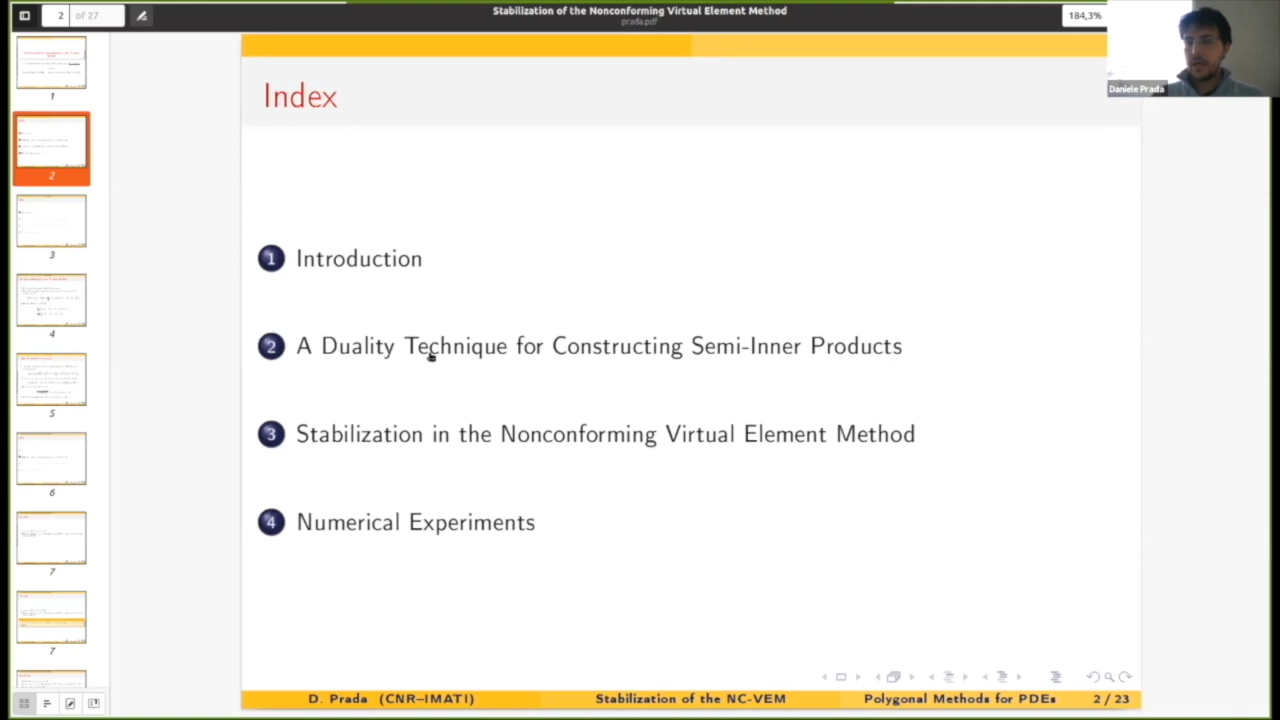 2 of 27
Stabilization of the Nonconforming Virtual Element Method
prada.pdf
184,3%
Daniele Prada
1
2
3
4
5
6
7
7
Index
1 Introduction
2 A Duality Technique for Constructing Semi-Inner Products
3 Stabilization in the Nonconforming Virtual Element Method
4 Numerical Experiments
D. Prada (CNR–IMATI) Stabilization of the NC-VEM Polygonal Methods for PDEs 2 / 23